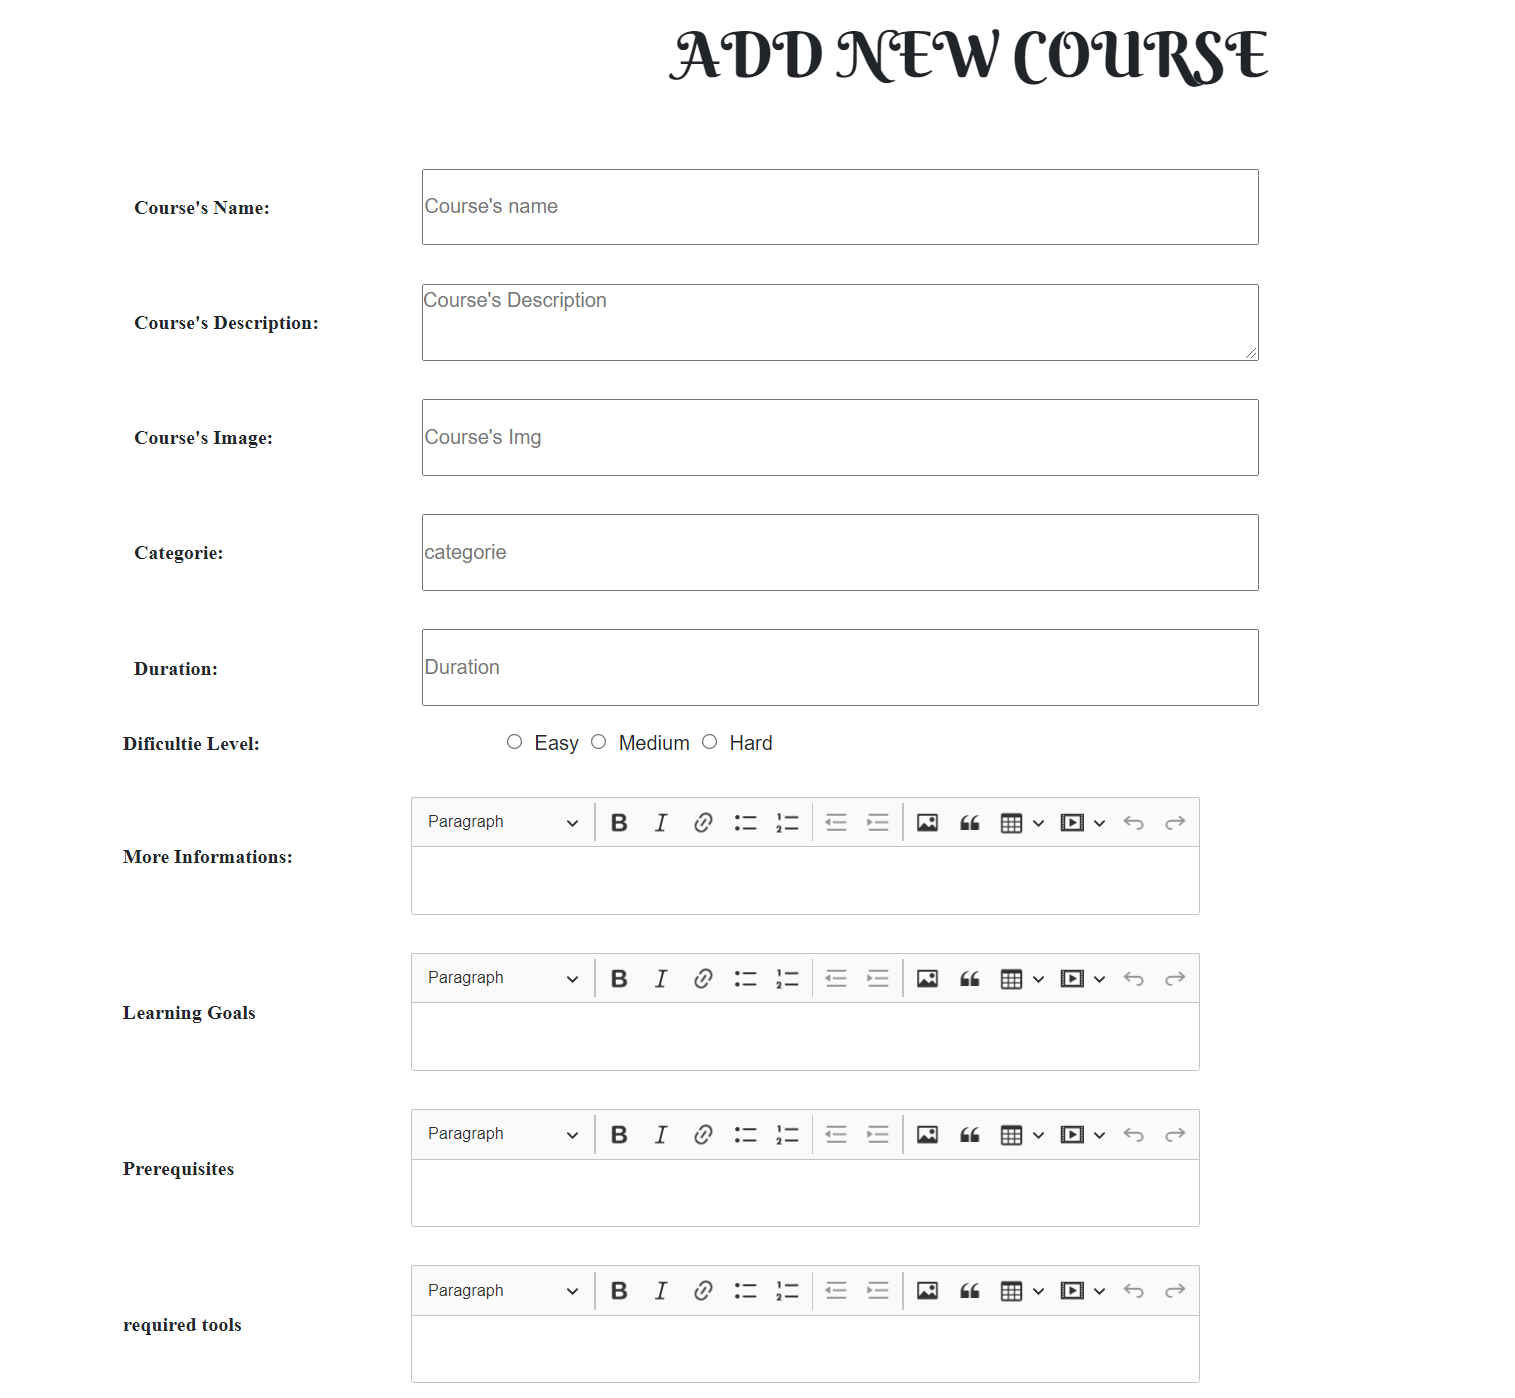 ADD NEW COURSE
Course's Name:
Course's name
Course's Description:
Course's Description
Course's Image:
Course's Img
Categorie:
categorie
Duration:
Duration
Dificultie Level:
Easy Medium Hard
Paragraph
More Informations:
Paragraph
Learning Goals
Paragraph
Prerequisites
Paragraph
required tools